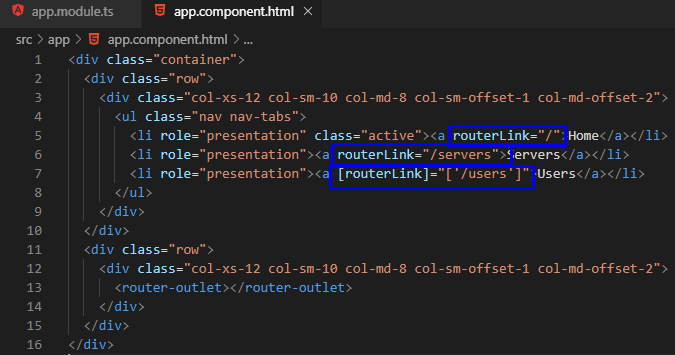 app.module.ts app.component.html ×
src > app > app.component.html > ...
1 <div class="container">
2 <div class="row">
3 <div class="col-xs-12 col-sm-10 col-md-8 col-sm-offset-1 col-md-offset-2">
4 <ul class="nav nav-tabs">
5 <li role="presentation" class="active"><a routerLink="/">Home</a></li>
6 <li role="presentation"><a routerLink="/servers">Servers</a></li>
7 <li role="presentation"><a [routerLink]="['/users']">Users</a></li>
8 </ul>
9 </div>
10 </div>
11 <div class="row">
12 <div class="col-xs-12 col-sm-10 col-md-8 col-sm-offset-1 col-md-offset-2">
13 <router-outlet></router-outlet>
14 </div>
15 </div>
16 </div>